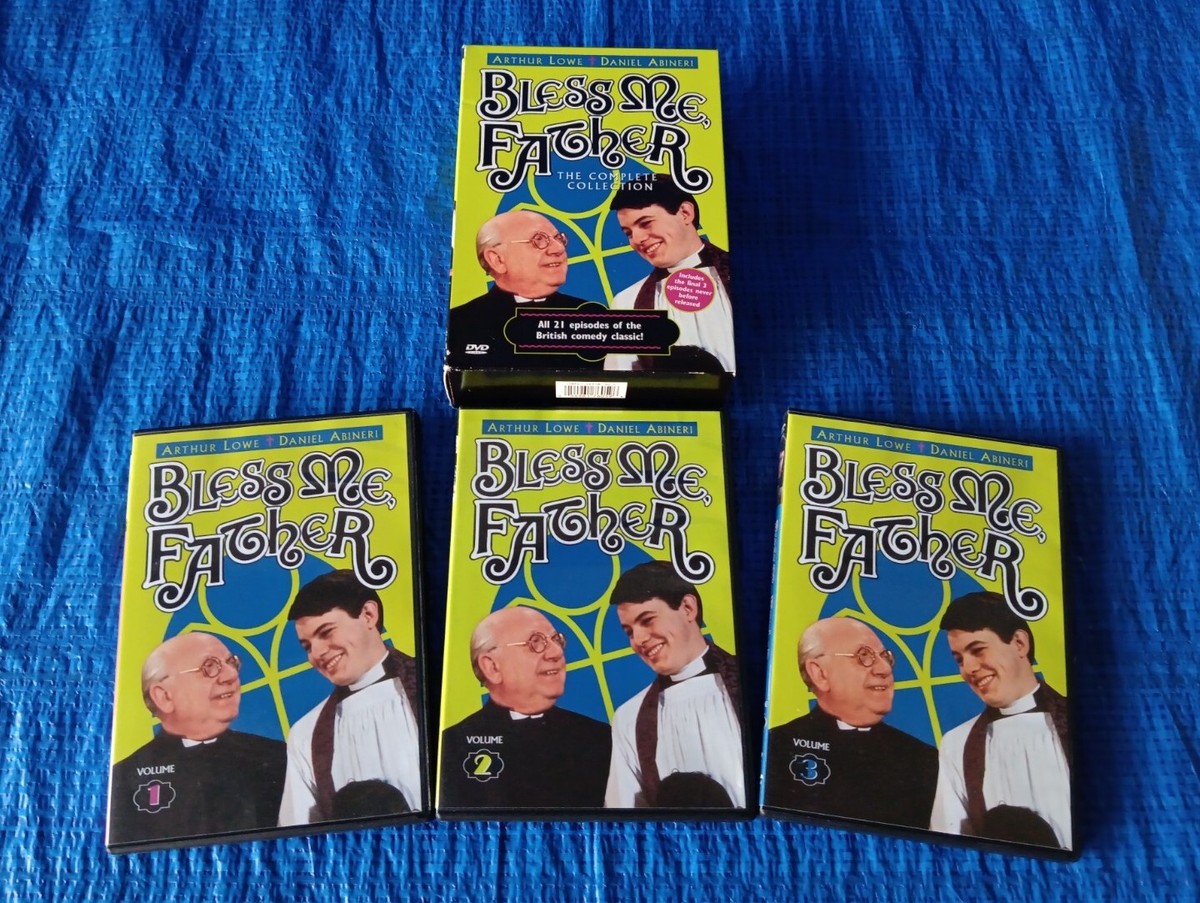 ARTHUR LOWE † DANIEL ABINERI
BLESS ME,
FATHER
THE COMPLETE
COLLECTION
Includes
the final 3
episodes never
before
released
All 21 episodes of the
British comedy classic!
DVD
ARTHUR LOWE † DANIEL ABINERI
BLESS ME,
FATHER
VOLUME
1
ARTHUR LOWE † DANIEL ABINERI
BLESS ME,
FATHER
VOLUME
2
ARTHUR LOWE † DANIEL ABINERI
BLESS ME,
FATHER
VOLUME
3